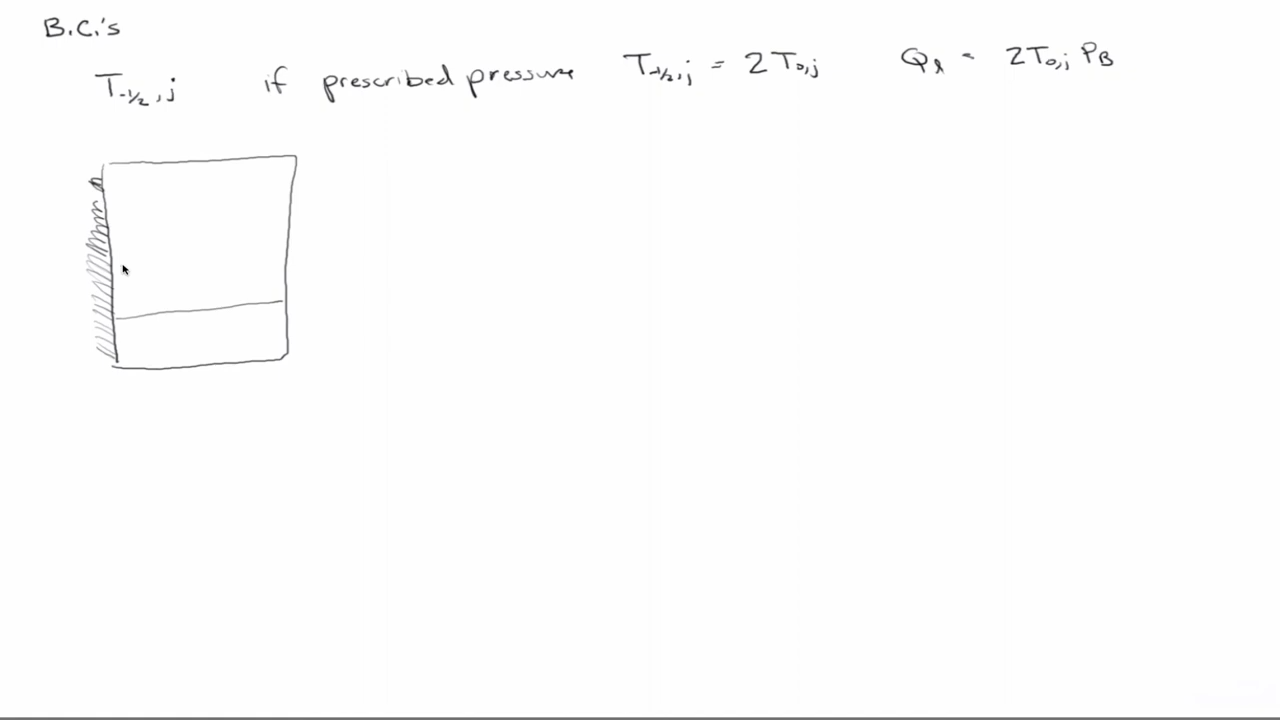 B.C.'s
T-1/2,j if prescribed pressure T-1/2,j = 2T0,j Ql = 2T0,j PB